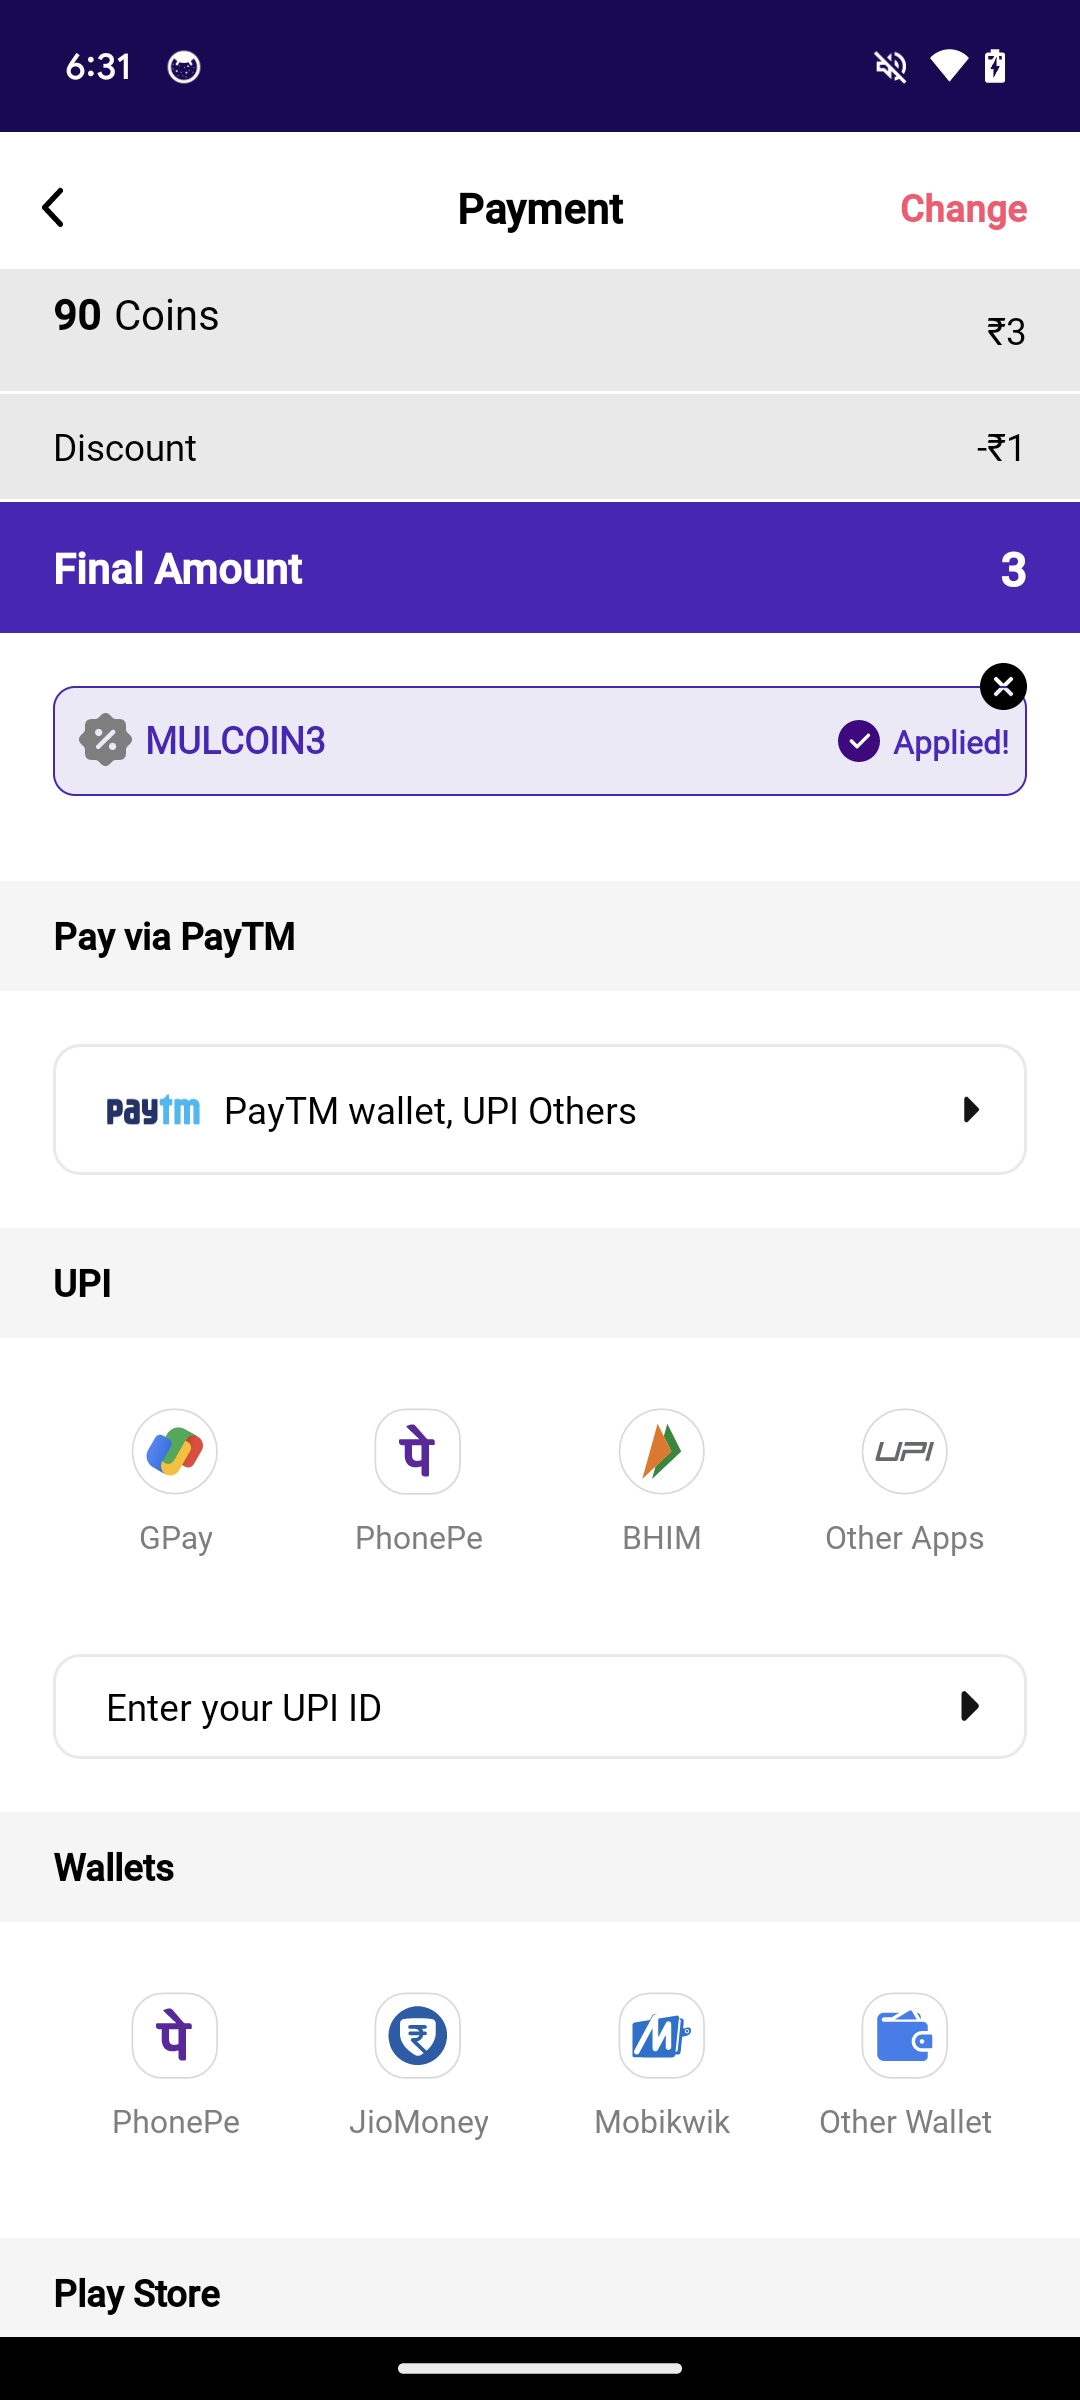 6:31
Payment
Change
90 Coins
₹3
Discount
-₹1
Final Amount
3
MULCOIN3
Applied!
Pay via PayTM
paytm PayTM wallet, UPI Others
UPI
पे
UPI
GPay
PhonePe
BHIM
Other Apps
Enter your UPI ID
Wallets
पे
₹
M
PhonePe
JioMoney
Mobikwik
Other Wallet
Play Store